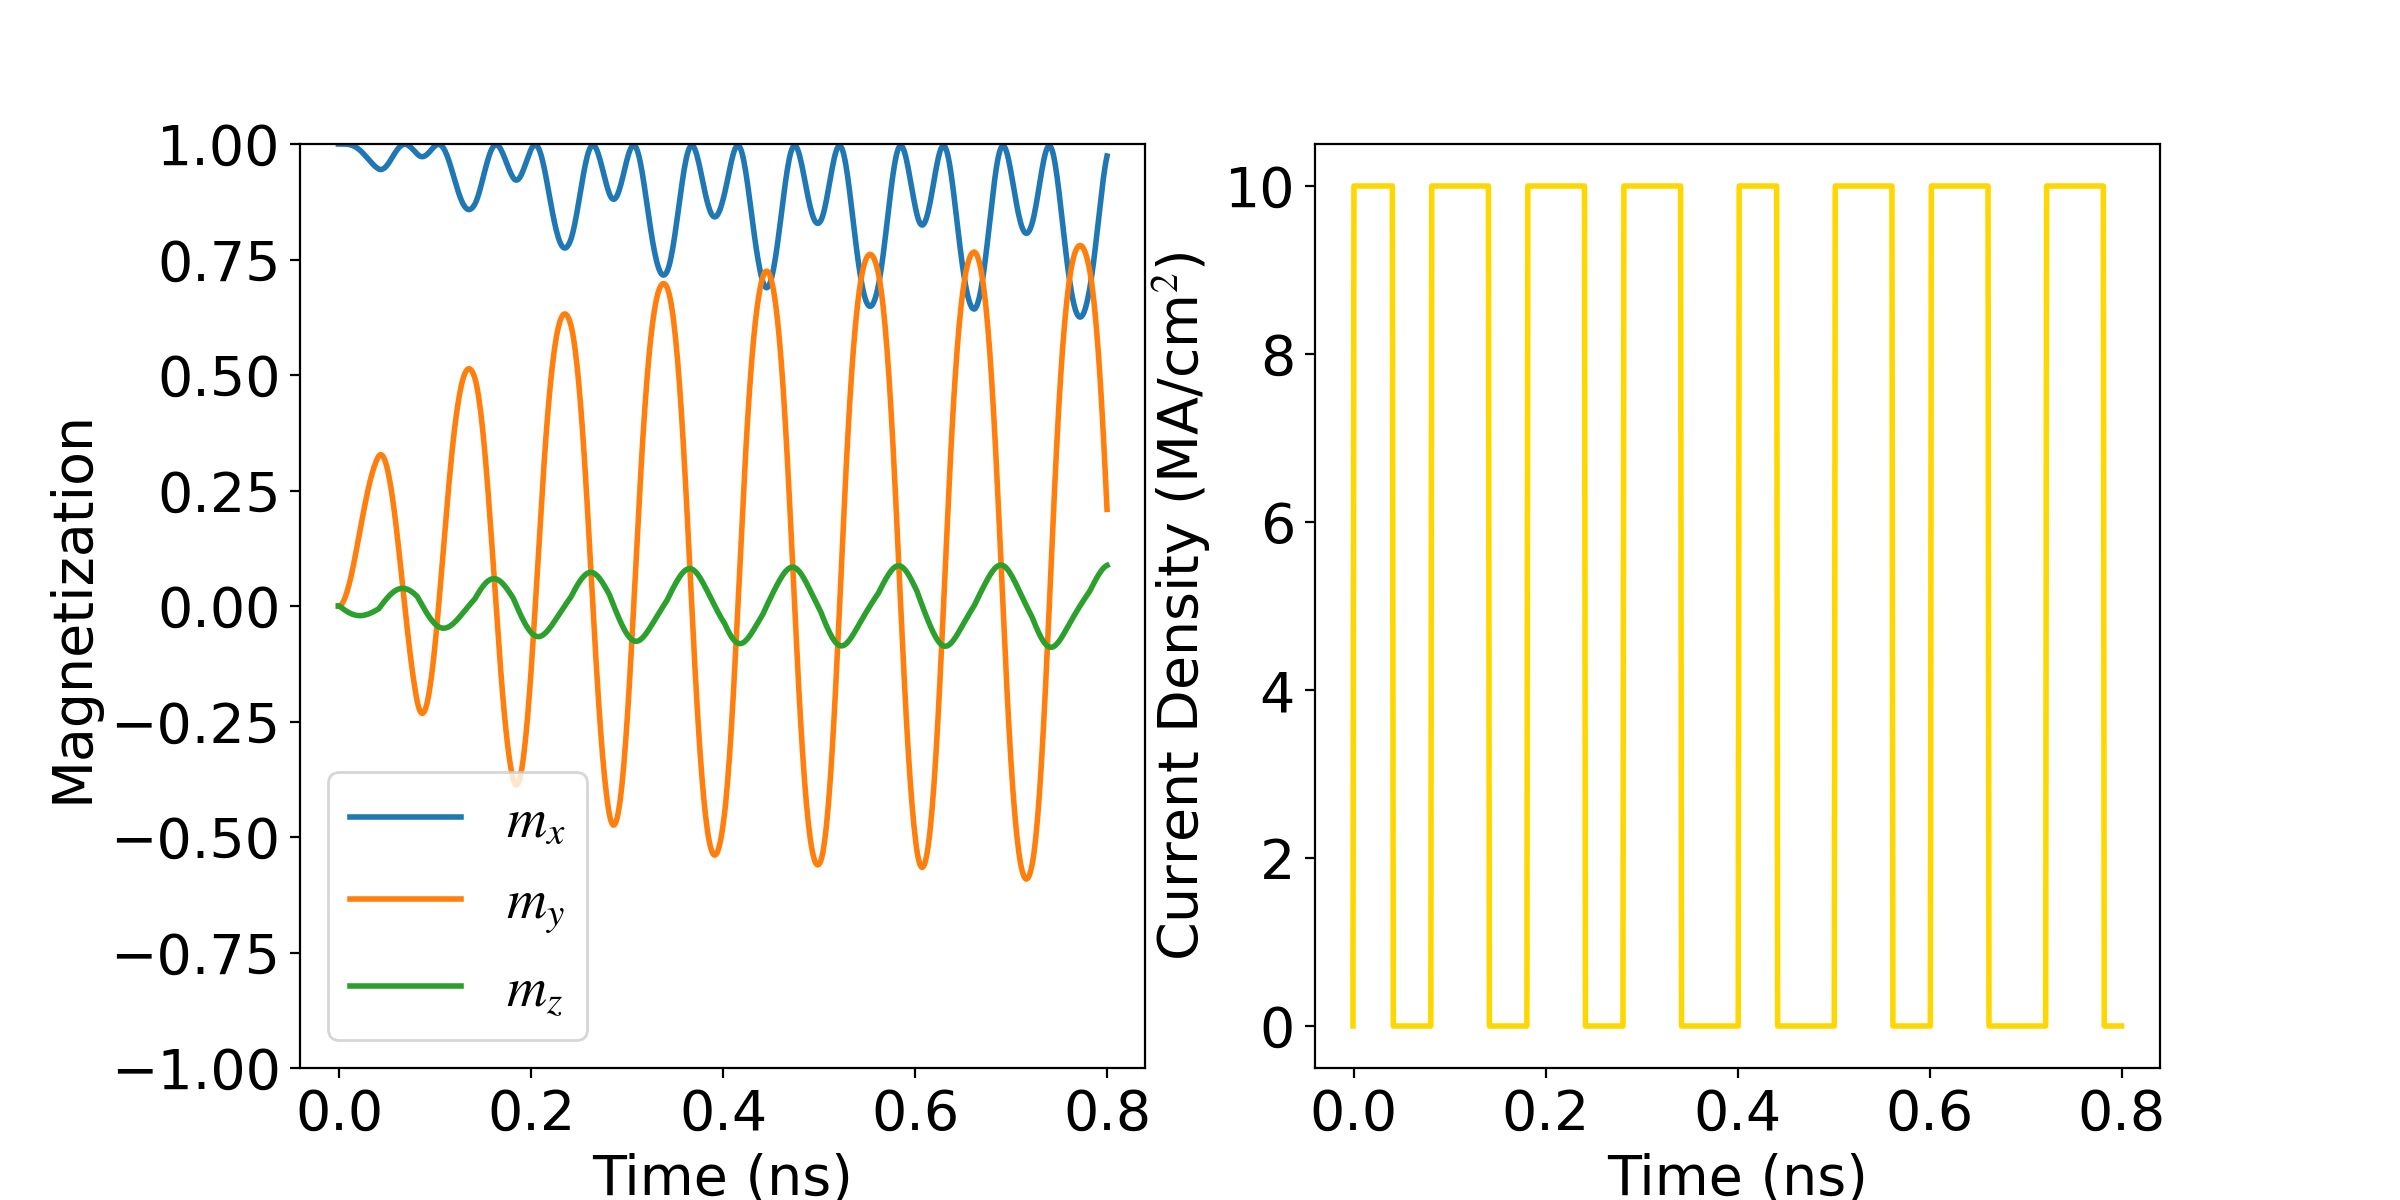 Magnetization
1.00
0.75
0.50
0.25
0.00
−0.25
−0.50
−0.75
−1.00
m_x
m_y
m_z
0.0 0.2 0.4 0.6 0.8
Time (ns)
Current Density (MA/cm²)
10
8
6
4
2
0
0.0 0.2 0.4 0.6 0.8
Time (ns)